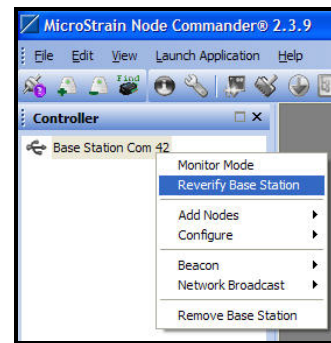 MicroStrain Node Commander® 2.3.9
File Edit View Launch Application Help
Find
Controller
Base Station Com 42
Monitor Mode
Reverify Base Station
Add Nodes
Configure
Beacon
Network Broadcast
Remove Base Station